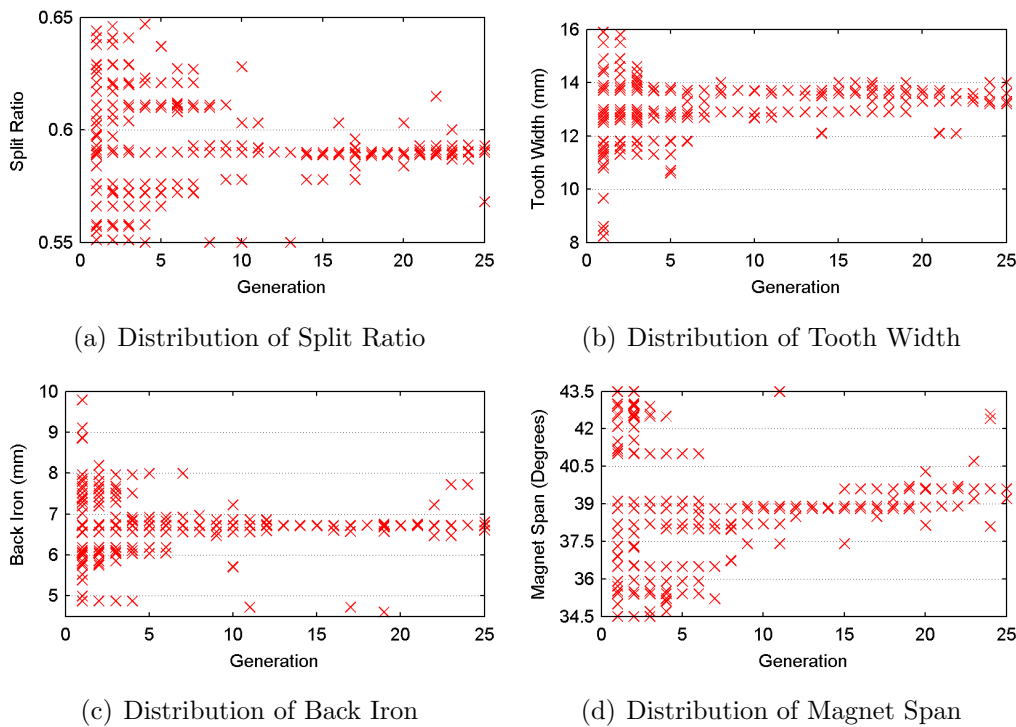 0.65
0.6
0.55
Split Ratio
0 5 10 15 20 25
Generation
(a) Distribution of Split Ratio
16
14
12
10
8
Tooth Width (mm)
0 5 10 15 20 25
Generation
(b) Distribution of Tooth Width
10
9
8
7
6
5
Back Iron (mm)
0 5 10 15 20 25
Generation
(c) Distribution of Back Iron
43.5
42
40.5
39
37.5
36
34.5
Magnet Span (Degrees)
0 5 10 15 20 25
Generation
(d) Distribution of Magnet Span